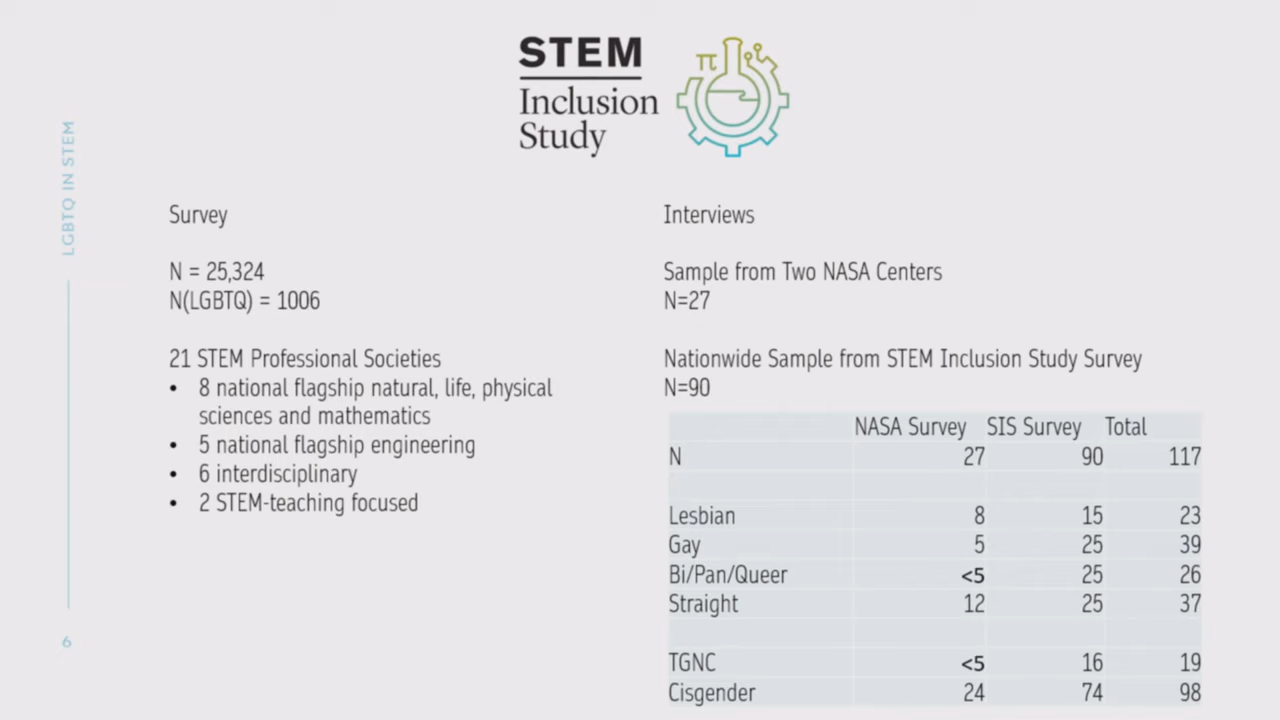 STEM
Inclusion
Study
π
LGBTQ IN STEM
6
Survey
N = 25,324
N(LGBTQ) = 1006
21 STEM Professional Societies
• 8 national flagship natural, life, physical
sciences and mathematics
• 5 national flagship engineering
• 6 interdisciplinary
• 2 STEM-teaching focused
Interviews
Sample from Two NASA Centers
N=27
Nationwide Sample from STEM Inclusion Study Survey
N=90
NASA Survey SIS Survey Total
N 27 90 117
Lesbian 8 15 23
Gay 5 25 39
Bi/Pan/Queer <5 25 26
Straight 12 25 37
TGNC <5 16 19
Cisgender 24 74 98